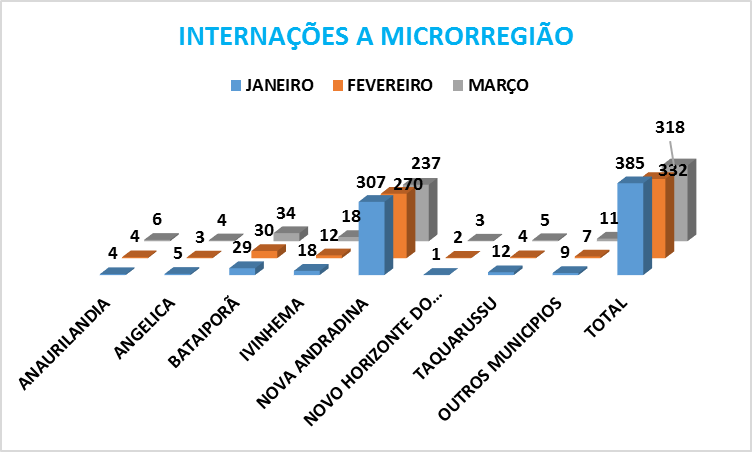 INTERNAÇÕES A MICRORREGIÃO
JANEIRO FEVEREIRO MARÇO
6 4 34 18 237 3 5 11 318
4 3 30 12 270 2 4 7 332
4 5 29 18 307 1 12 9 385
ANAURILANDIA
ANGELICA
BATAIPORÃ
IVINHEMA
NOVA ANDRADINA
NOVO HORIZONTE DO...
TAQUARUSSU
OUTROS MUNICIPIOS
TOTAL